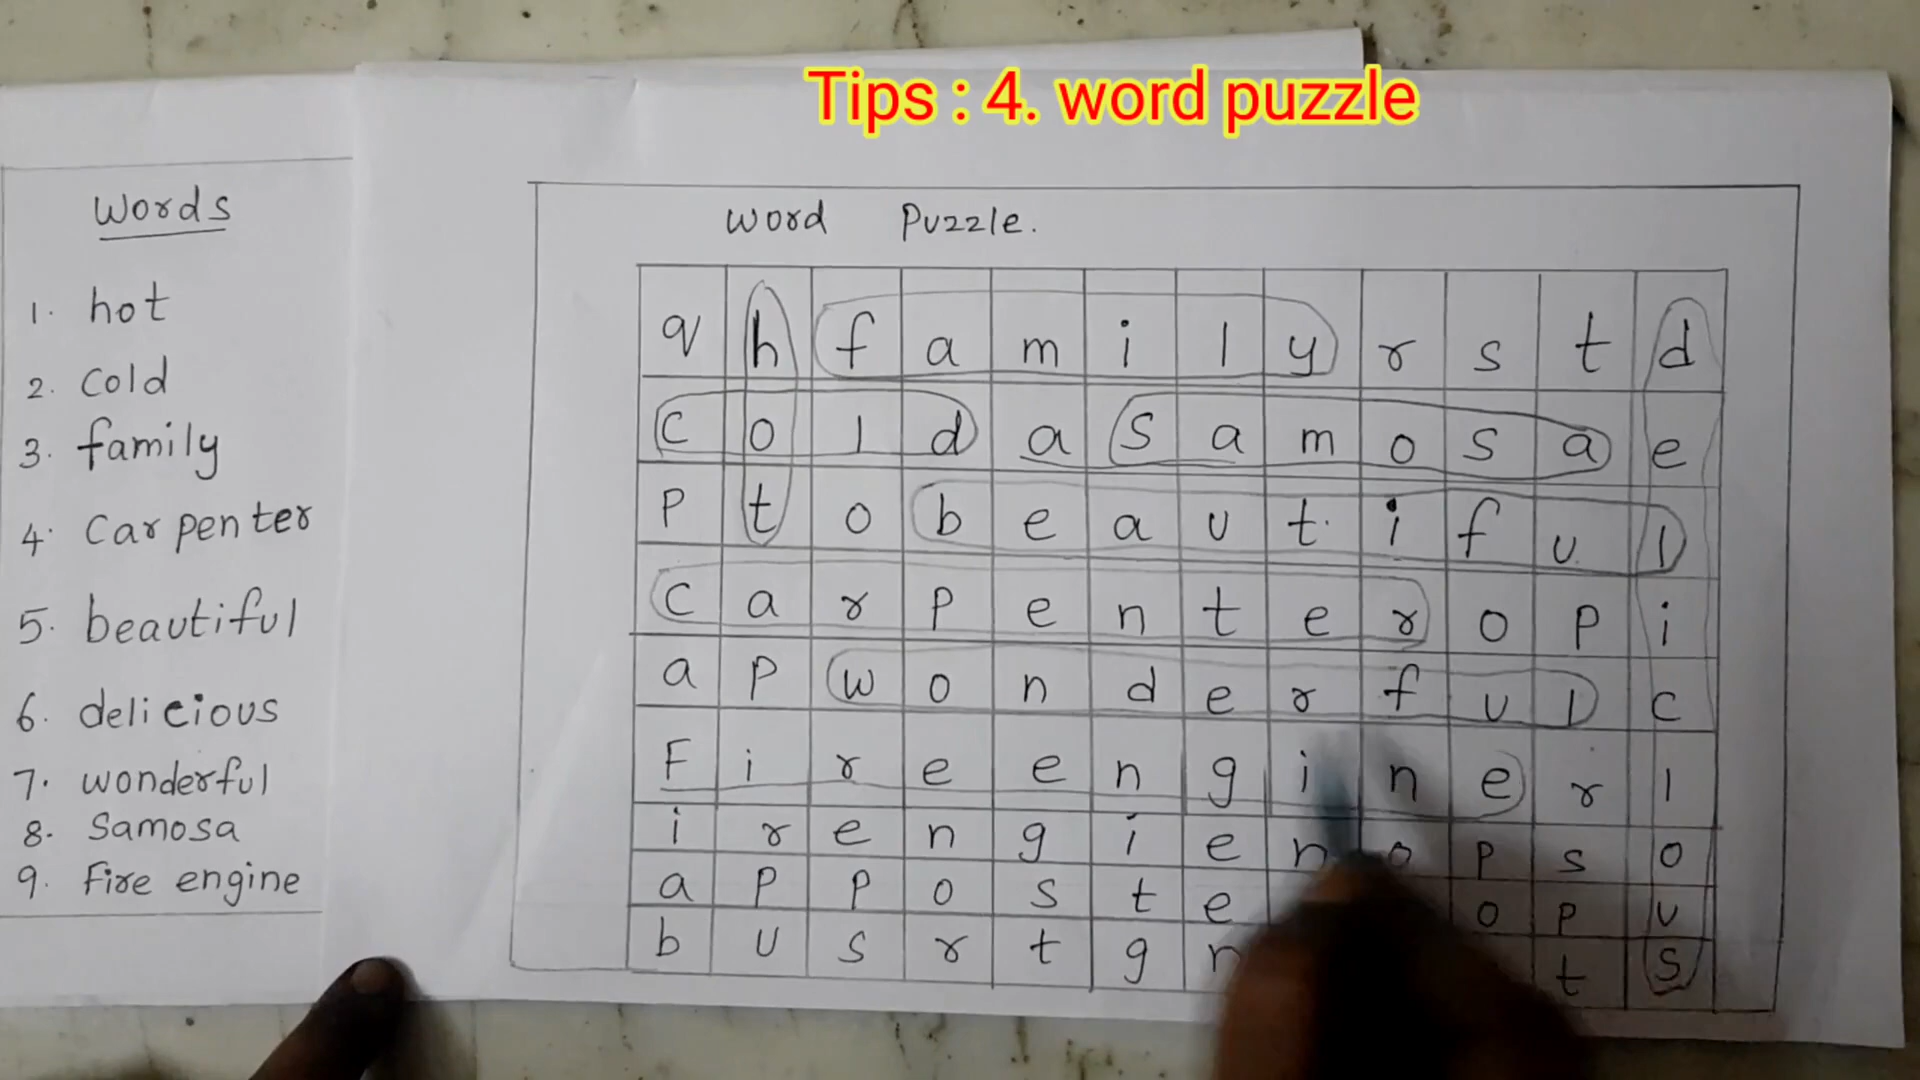 Tips : 4. word puzzle
Words
1. hot
2. Cold
3. family
4. Carpenter
5. beautiful
6. delicious
7. wonderful
8. Samosa
9. Fire engine
Word Puzzle.
q h f a m i l y r s t d
c o l d a s a m o s a e
p t o b e a u t i f u l
c a r p e n t e r o p i
a p w o n d e r f u l c
F i r e e n g i n e r l
i r e n g i e n o p s o
a p p o s t e o p u
b u s r t g n t s